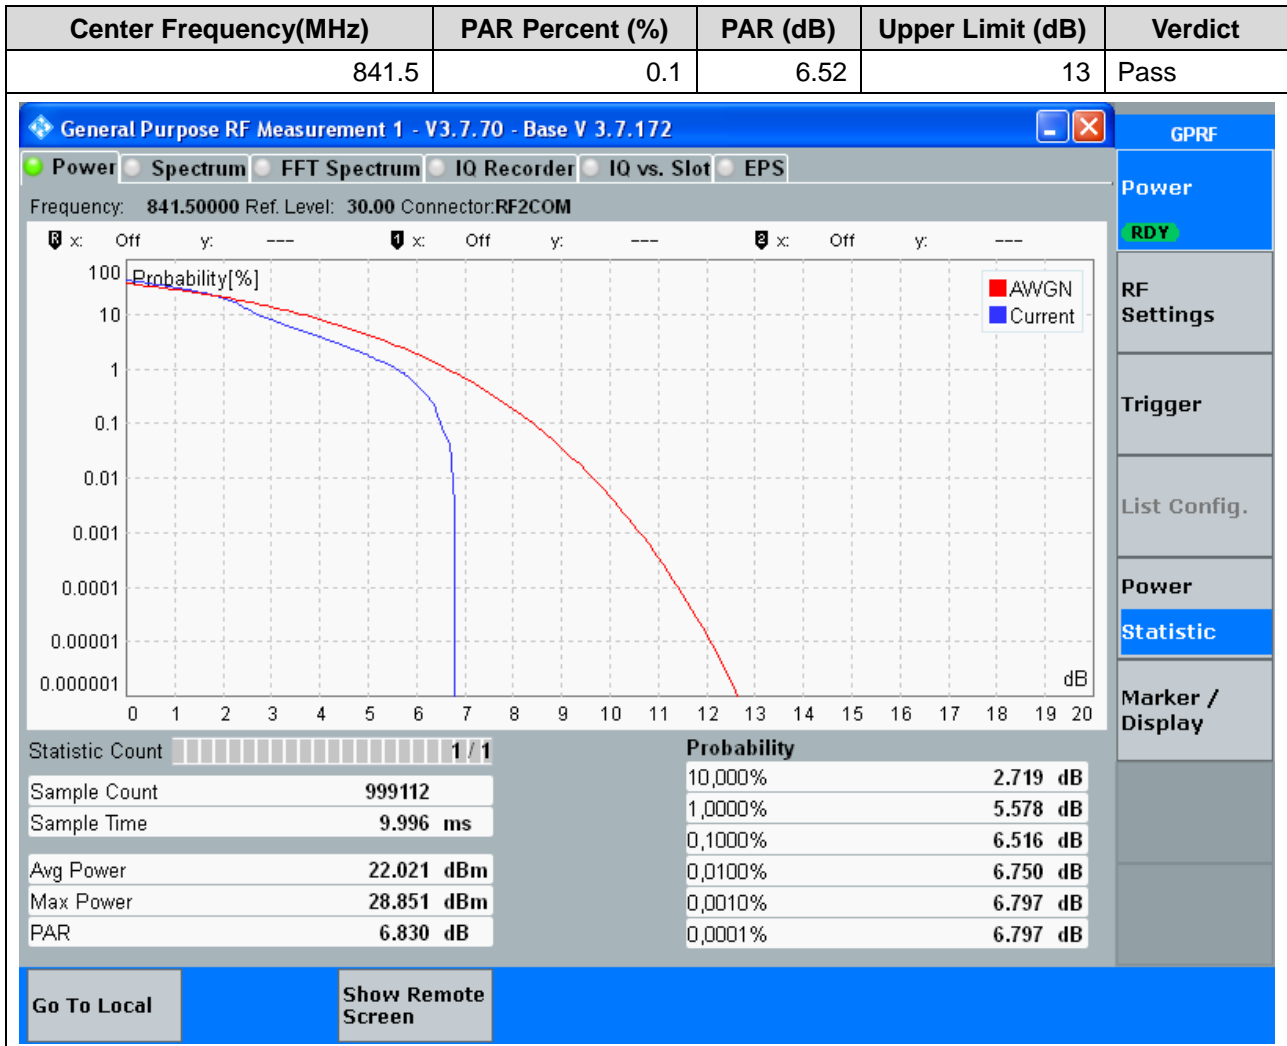 Center Frequency(MHz) PAR Percent (%) PAR (dB) Upper Limit (dB) Verdict
841.5 0.1 6.52 13 Pass
General Purpose RF Measurement 1 - V3.7.70 - Base V 3.7.172
GPRF
Power Spectrum FFT Spectrum IQ Recorder IQ vs. Slot EPS
Frequency: 841.50000 Ref. Level: 30.00 Connector:RF2COM
R x: Off y: --- 1 x: Off y: --- 2 x: Off y: ---
Probability[%]
AWGN
Current
100
10
1
0.1
0.01
0.001
0.0001
0.00001
0.000001
dB
0 1 2 3 4 5 6 7 8 9 10 11 12 13 14 15 16 17 18 19 20
Statistic Count 1 / 1
Sample Count 999112
Sample Time 9.996 ms
Avg Power 22.021 dBm
Max Power 28.851 dBm
PAR 6.830 dB
Probability
10,000% 2.719 dB
1,0000% 5.578 dB
0,1000% 6.516 dB
0,0100% 6.750 dB
0,0010% 6.797 dB
0,0001% 6.797 dB
Power
RDY
RF
Settings
Trigger
List Config.
Power
Statistic
Marker /
Display
Go To Local
Show Remote
Screen